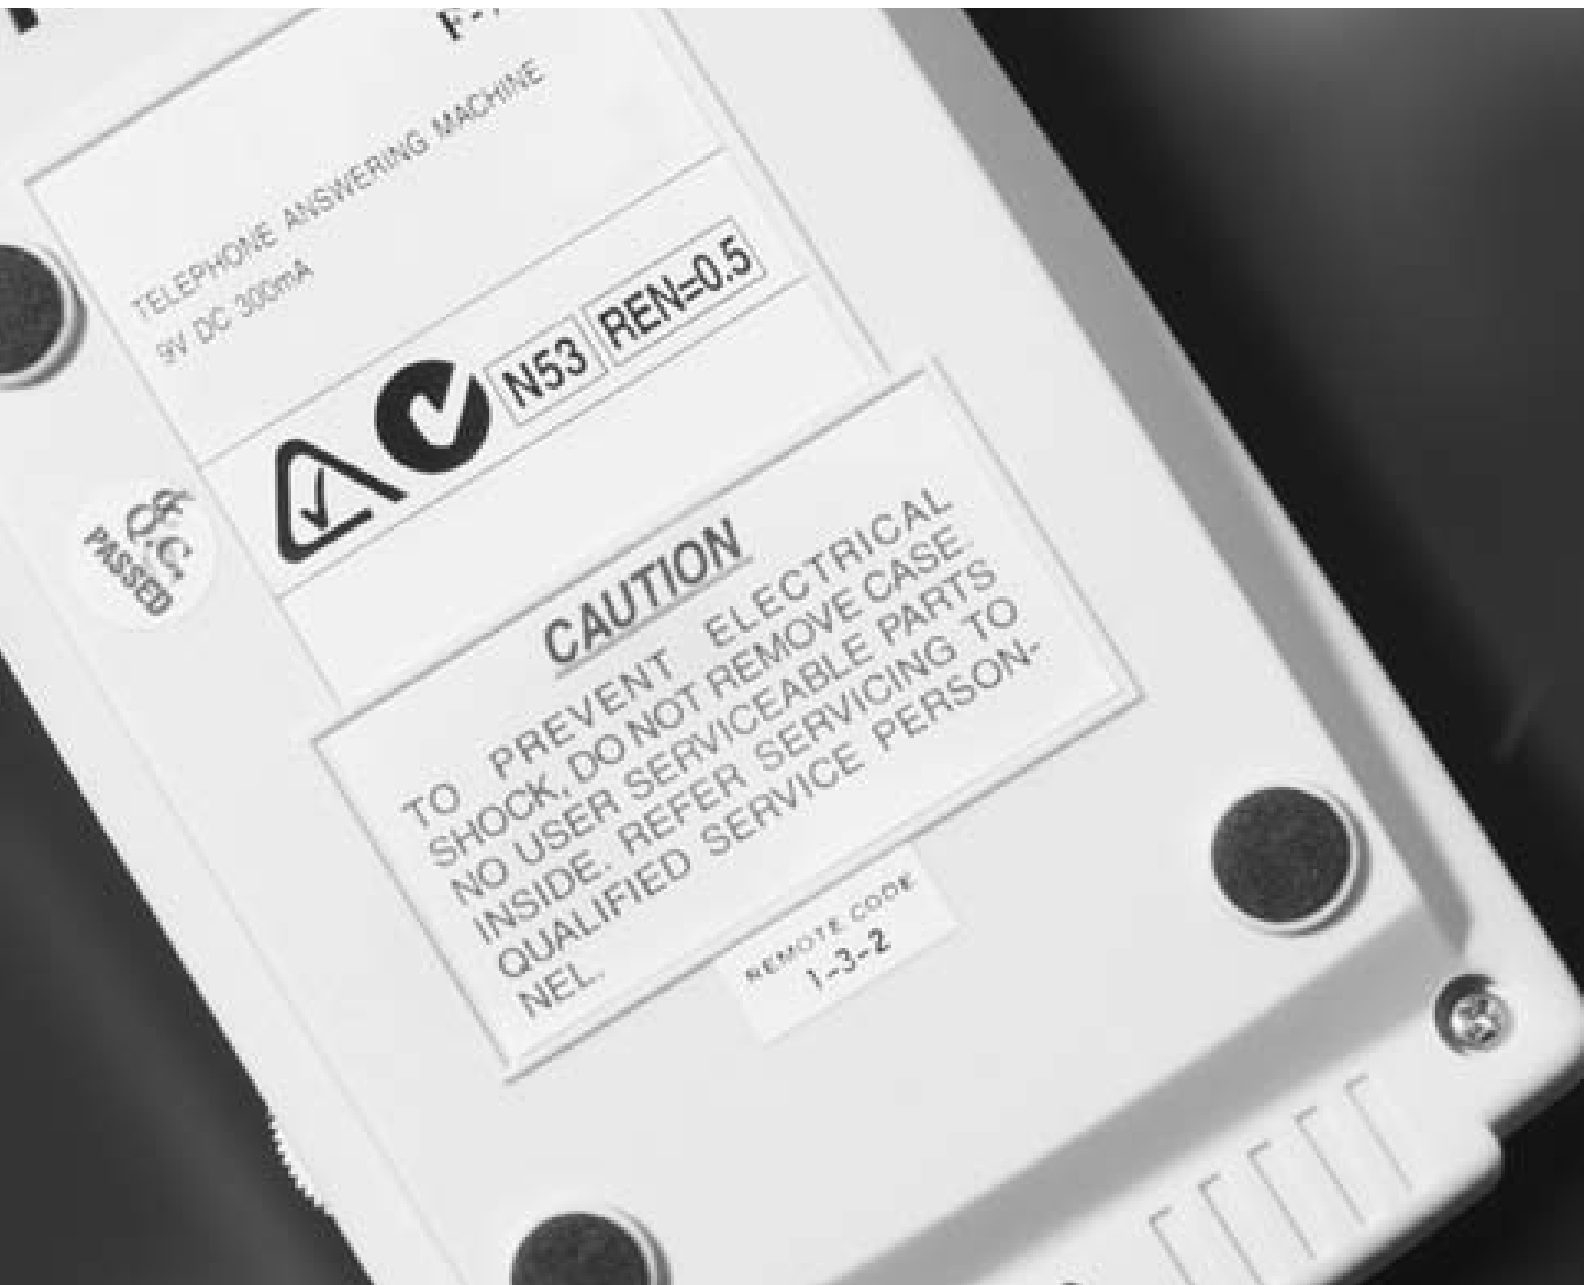 TELEPHONE ANSWERING MACHINE
9V DC 300mA
N53 REN=0.5
Q.C.
PASSED
CAUTION
TO PREVENT ELECTRICAL
SHOCK, DO NOT REMOVE CASE.
NO USER SERVICEABLE PARTS
INSIDE. REFER SERVICING TO
QUALIFIED SERVICE PERSON-
NEL.
REMOTE CODE
1-3-2